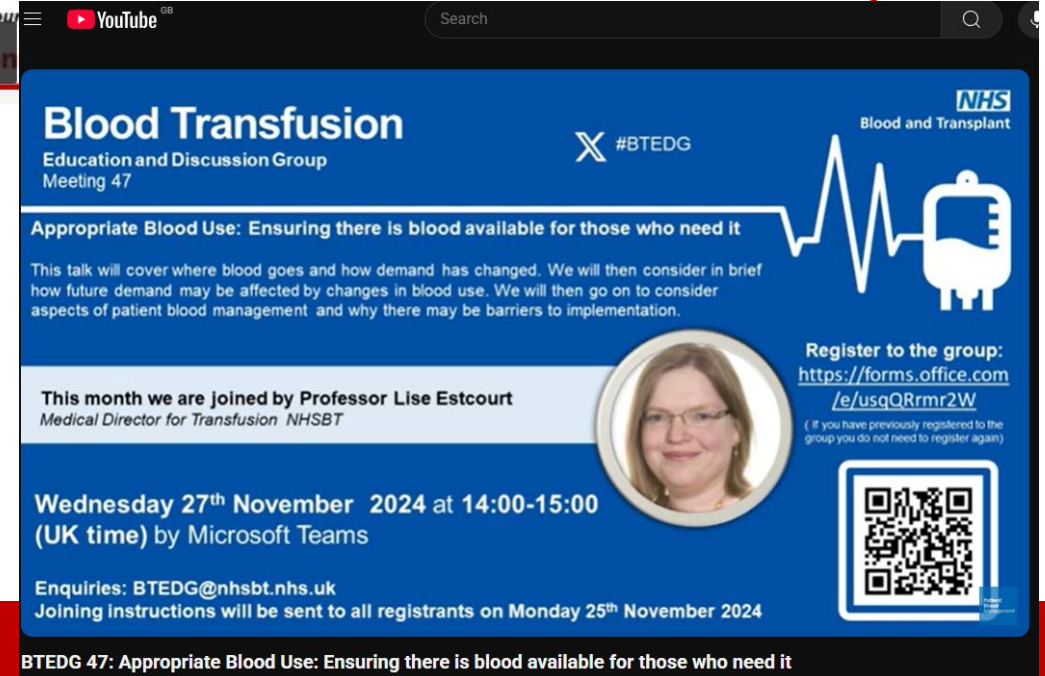 YouTube GB
Search
NHS
Blood and Transplant
Blood Transfusion
Education and Discussion Group
Meeting 47
X #BTEDG
Appropriate Blood Use: Ensuring there is blood available for those who need it
This talk will cover where blood goes and how demand has changed. We will then consider in brief
how future demand may be affected by changes in blood use. We will then go on to consider
aspects of patient blood management and why there may be barriers to implementation.
This month we are joined by Professor Lise Estcourt
Medical Director for Transfusion NHSBT
Register to the group:
https://forms.office.com
/e/usqQRrmr2W
( If you have previously registered to the
group you do not need to register again)
Wednesday 27th November 2024 at 14:00-15:00
(UK time) by Microsoft Teams
Enquiries: BTEDG@nhsbt.nhs.uk
Joining instructions will be sent to all registrants on Monday 25th November 2024
Patient
Blood
Management
BTEDG 47: Appropriate Blood Use: Ensuring there is blood available for those who need it